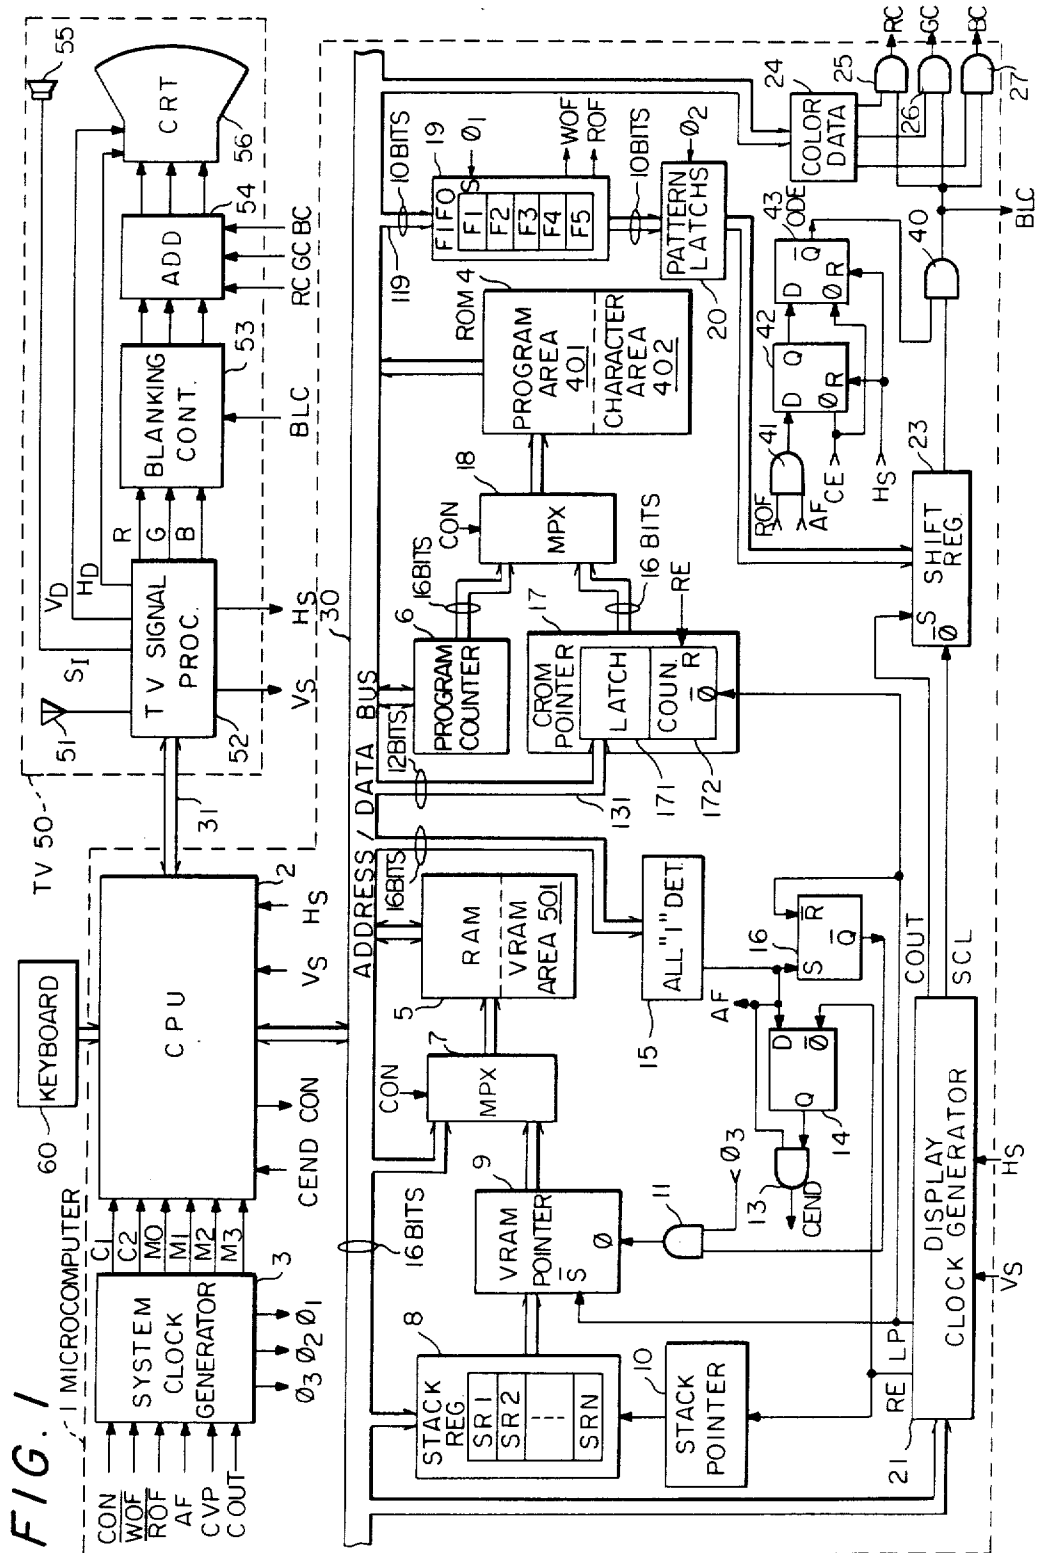 FIG. 1
1 MICROCOMPUTER
CON
WOF
ROF
AF
CVP
COUT
SYSTEM
CLOCK
GENERATOR
3
Ø3 Ø2 Ø1
C1
C2
M0
M1
M2
M3
60
KEYBOARD
CPU
2
CEND CON
VS
HS
31
TV 50
51
SI
VD
HD
TV SIGNAL
PROC.
52
VS
HS
R
G
B
BLANKING
CONT.
53
BLC
ADD
54
RC GC BC
CRT
56
55
30
ADDRESS / DATA BUS
16 BITS
STACK
REG.
8
SR1
SR2
SRN
10
STACK
POINTER
VRAM
POINTER
S
Ø
9
11
Ø3
CON
MPX
7
RAM
VRAM
AREA 501
5
16BITS
12BITS
ALL "1" DET.
15
AF
D
Ø
Q
14
13
CEND
16
S
R
Q
21
RE
LP
DISPLAY
CLOCK GENERATOR
VS
HS
COUT
SCL
PROGRAM
COUNTER
6
16BITS
CROM
POINTER
17
LATCH
COUN.
R
Ø
RE
131
171
172
16 BITS
CON
MPX
18
ROM 4
PROGRAM
AREA
401
CHARACTER
AREA
402
119
10BITS
FIFO
19
S
Ø1
F1
F2
F3
F4
F5
WOF
ROF
10BITS
PATTERN
LATCHS
20
Ø2
ROF
AF
41
CE
HS
D
Q
Ø
R
42
D
Q
Ø
R
43
ODE
SHIFT
REG.
S
Ø
23
40
BLC
COLOR
DATA
24
25
26
27
RC
GC
BC